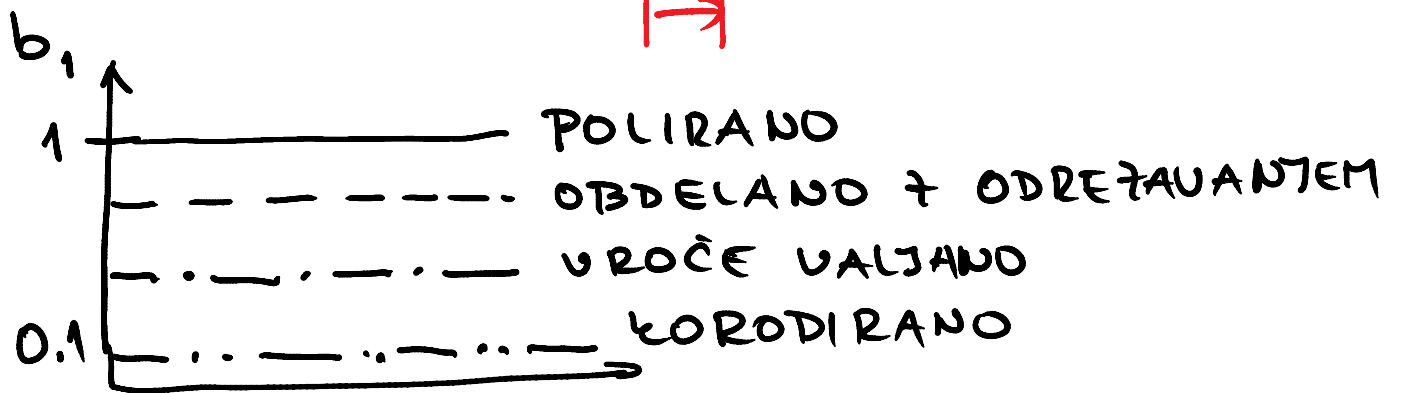 b₁
1 POLIRANO
OBDELANO Z ODREZAVANJEM
VROČE VALJANO
0.1 KORODIRANO